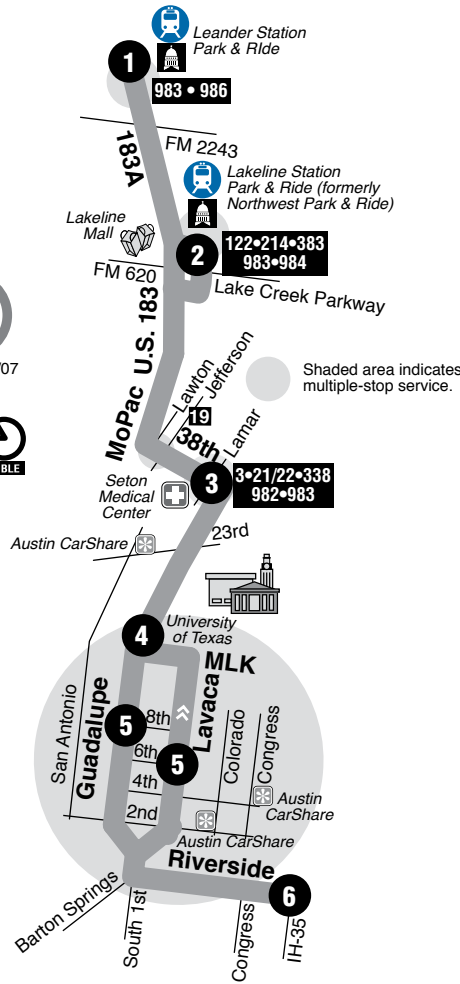 Leander Station
Park & RIde
1
983 • 986
183A
FM 2243
Lakeline Station
Park & Ride (formerly
Northwest Park & Ride)
Lakeline
Mall
2
122•214•383
983•984
FM 620
Lake Creek Parkway
/07
MoPac U.S. 183
Shaded area indicates
multiple-stop service.
Lawton
Jefferson
19
38th
Lamar
BLE
Seton
Medical
Center
3
3•21/22•338
982•983
Austin CarShare
23rd
4
University
of Texas
MLK
San Antonio
Guadalupe
Lavaca
Colorado
Congress
5
8th
6th
5
4th
2nd
Austin
CarShare
Austin CarShare
Riverside
6
Barton Springs
South 1st
Congress
IH-35